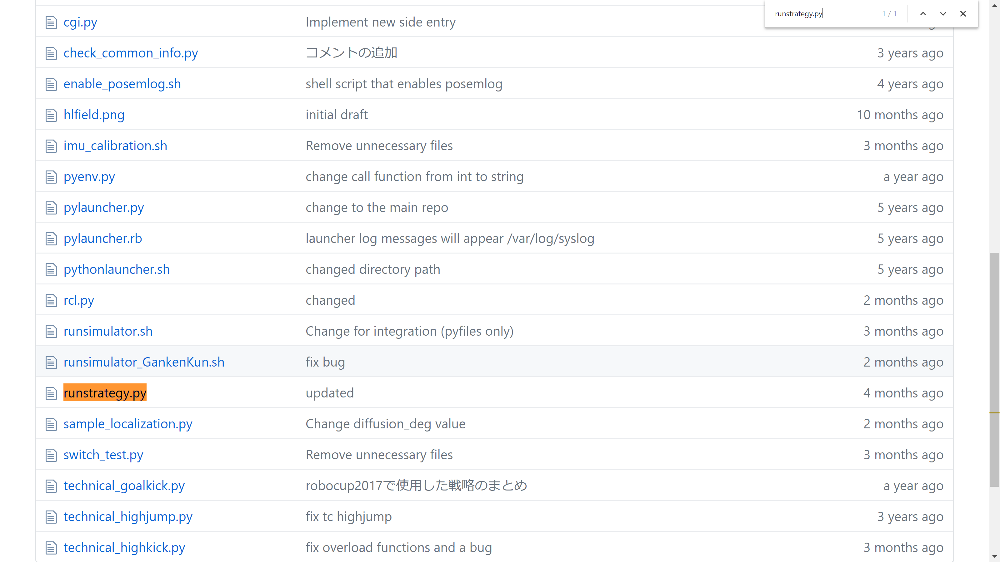 runstrategy.py 1 / 1
cgi.py Implement new side entry
check_common_info.py コメントの追加 3 years ago
enable_posemlog.sh shell script that enables posemlog 4 years ago
hlfield.png initial draft 10 months ago
imu_calibration.sh Remove unnecessary files 3 months ago
pyenv.py change call function from int to string a year ago
pylauncher.py change to the main repo 5 years ago
pylauncher.rb launcher log messages will appear /var/log/syslog 5 years ago
pythonlauncher.sh changed directory path 5 years ago
rcl.py changed 2 months ago
runsimulator.sh Change for integration (pyfiles only) 3 months ago
runsimulator_GankenKun.sh fix bug 2 months ago
runstrategy.py updated 4 months ago
sample_localization.py Change diffusion_deg value 2 months ago
switch_test.py Remove unnecessary files 3 months ago
technical_goalkick.py robocup2017で使用した戦略のまとめ a year ago
technical_highjump.py fix tc highjump 3 years ago
technical_highkick.py fix overload functions and a bug 3 months ago